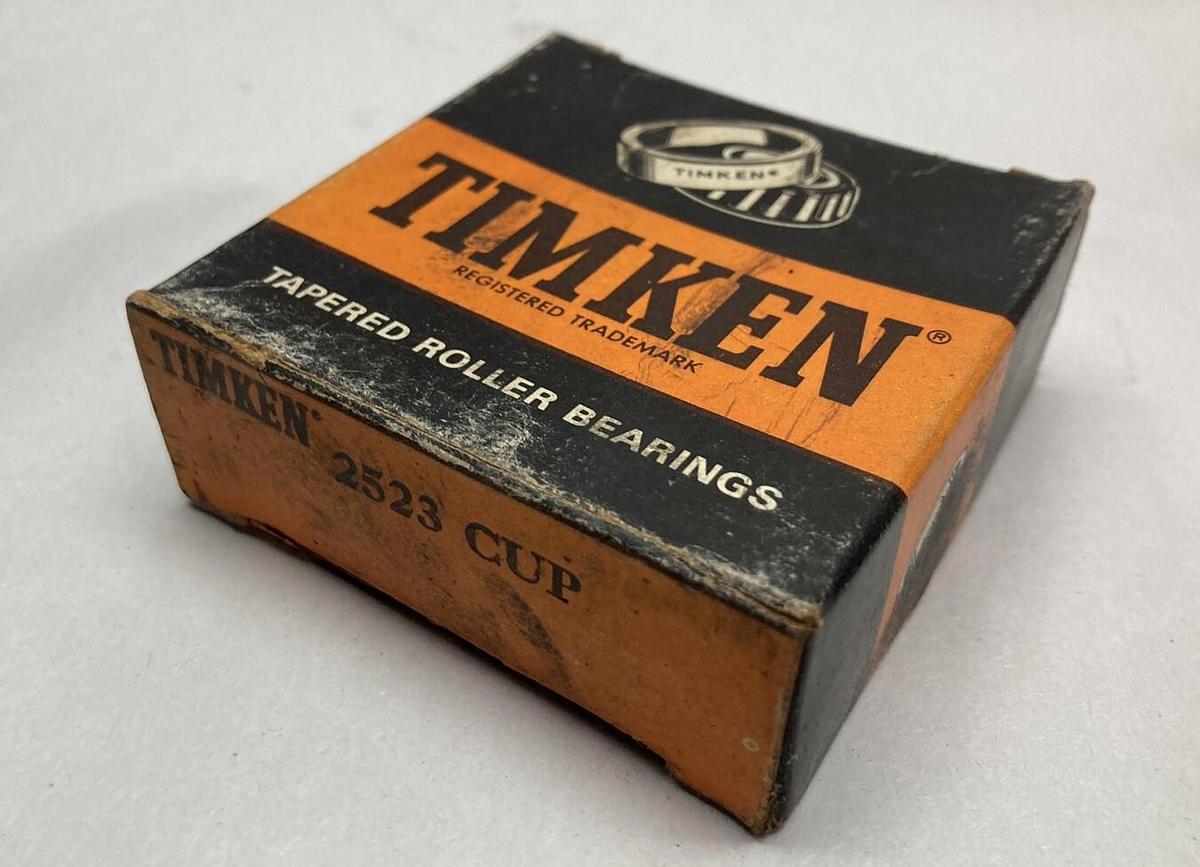 TIMKEN®
TIMKEN®
REGISTERED TRADEMARK
TAPERED ROLLER BEARINGS
TIMKEN®
2523 CUP